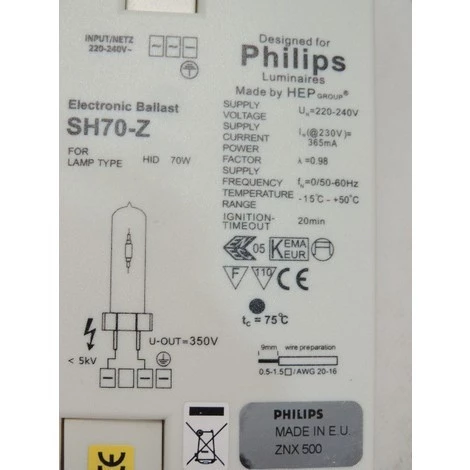 INPUT/NETZ
220-240V~
Designed for
Philips
Luminaires
Made by HEP GROUP®
Electronic Ballast
SH70-Z
FOR
LAMP TYPE HID 70W
SUPPLY
VOLTAGE Uₙ=220-240V
SUPPLY Iₙ(@230V)=
CURRENT 365mA
POWER
FACTOR λ=0.98
SUPPLY
FREQUENCY fₙ=0/50-60Hz
TEMPERATURE -15℃~+50℃
RANGE
IGNITION-
TIMEOUT 20min
05 KEMA
EUR
F 110 CE
tc = 75℃
U-OUT=350V
< 5kV
9mm wire preparation
0.5-1.5□/AWG 20-16
PHILIPS
MADE IN E.U.
ZNX 500